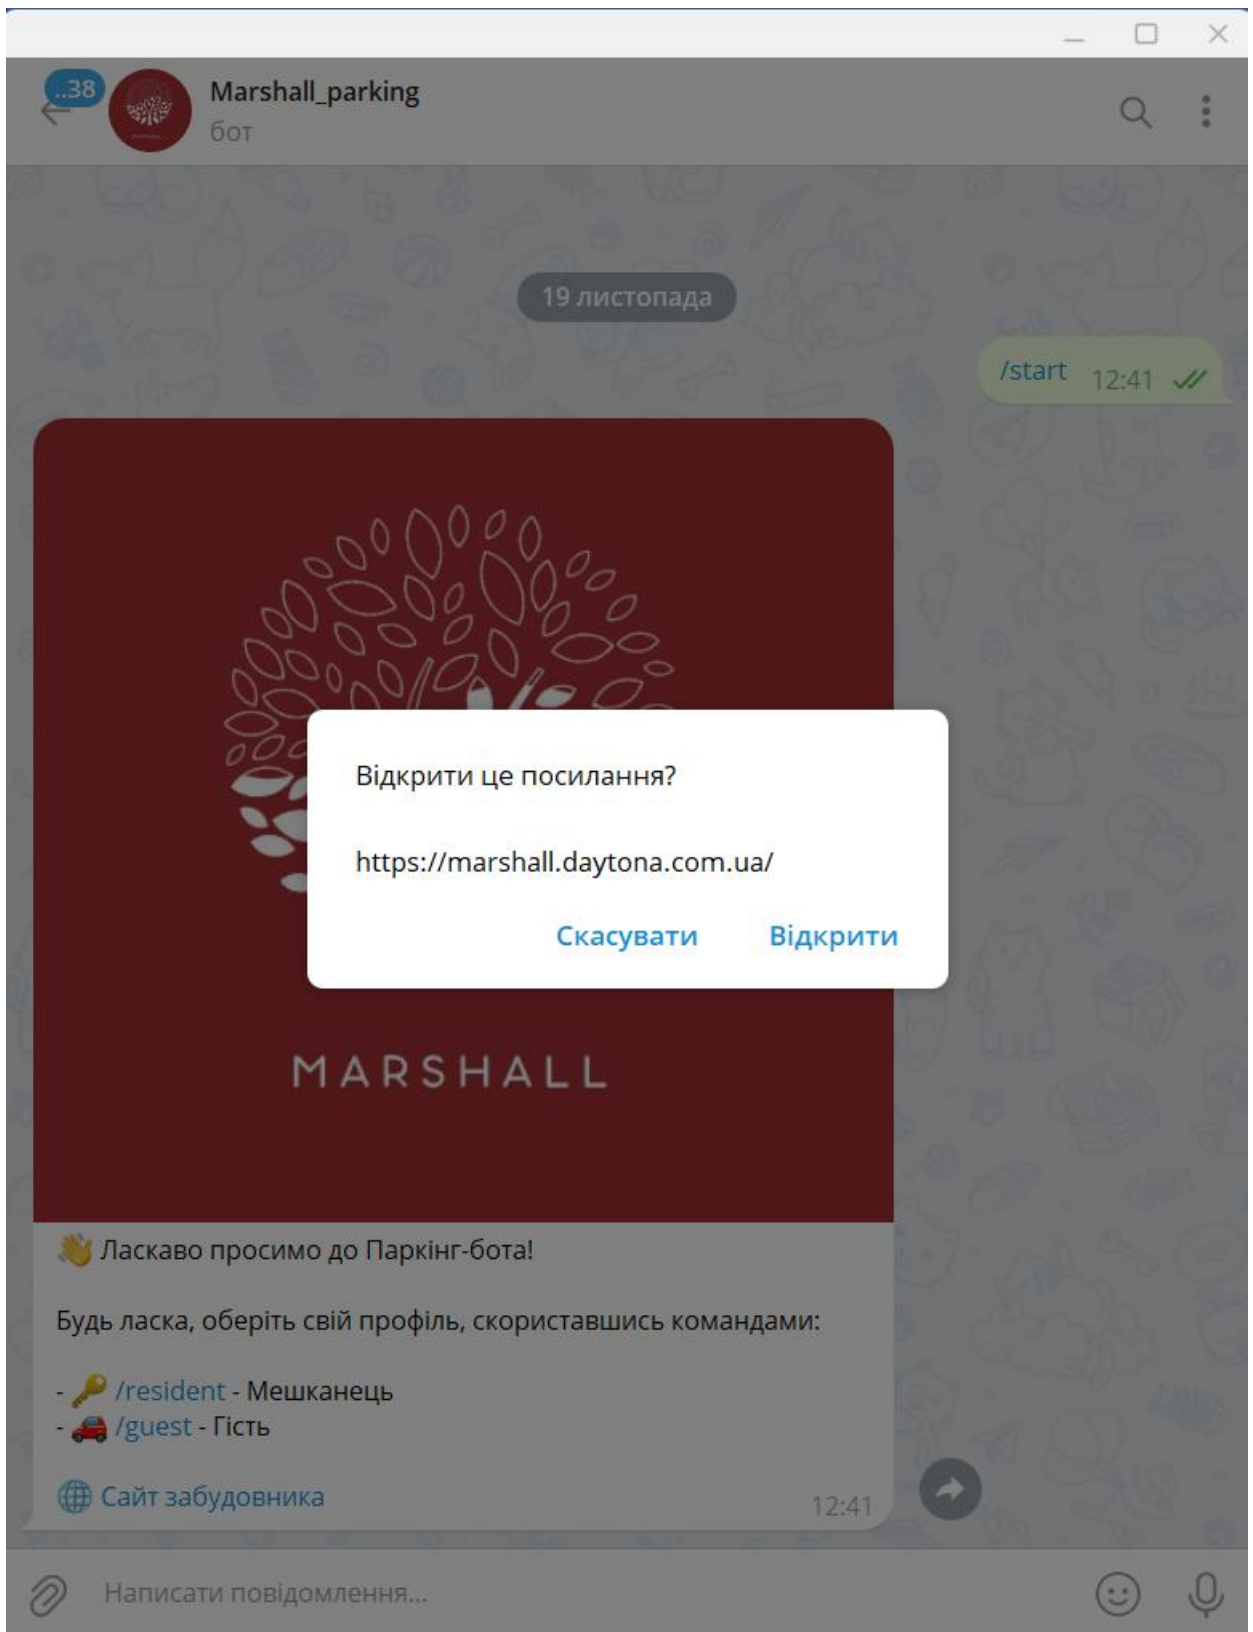 ..38
Marshall_parking
бот
19 листопада
/start 12:41
Відкрити це посилання?
https://marshall.daytona.com.ua/
Скасувати Відкрити
MARSHALL
👋 Ласкаво просимо до Паркінг-бота!
Будь ласка, оберіть свій профіль, скориставшись командами:
- 🔑 /resident - Мешканець
- 🚗 /guest - Гість
🌐 Сайт забудовника
12:41
Написати повідомлення...